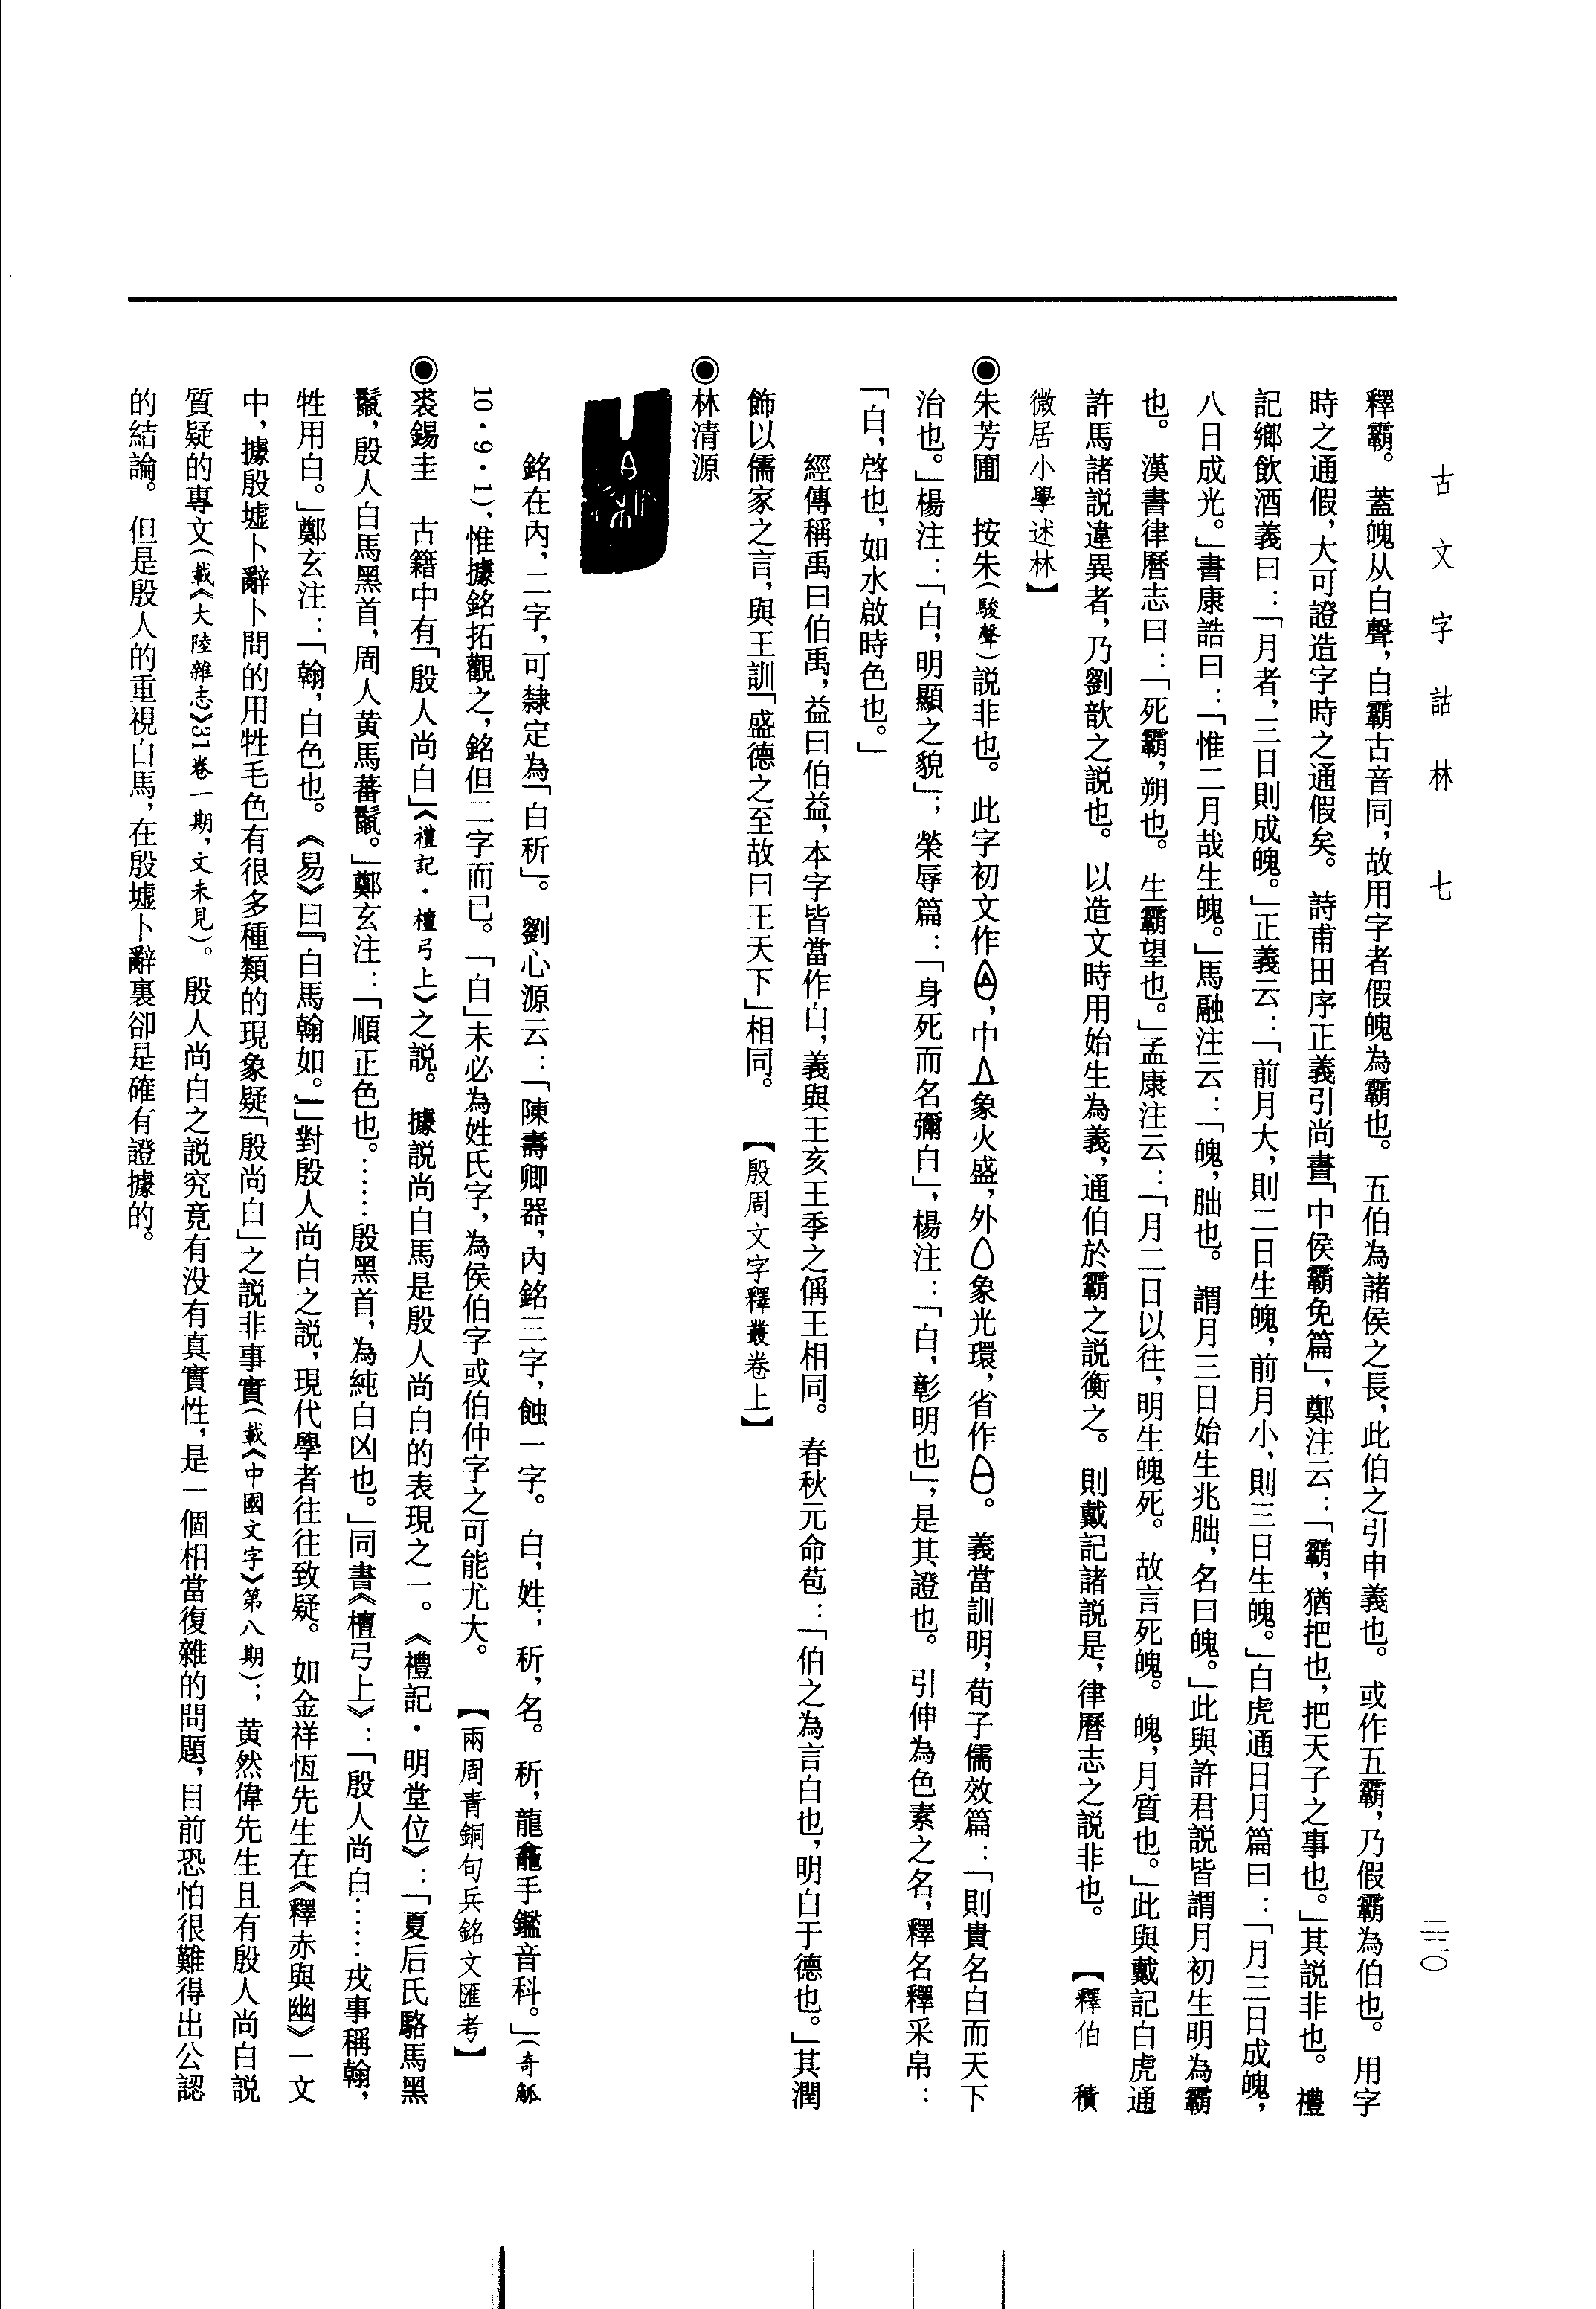 古文字詁林　七
二三〇
釋霸。蓋魄从白聲，白霸古音同，故用字者假魄為霸也。五伯為諸侯之長，此伯之引申義也。或作五霸，乃假霸為伯也。用字
時之通假，大可證造字時之通假矣。詩甫田序正義引尚書「中侯霸免篇」，鄭注云：「霸，猶把也，把天子之事也。」其說非也。禮
記鄉飲酒義曰：「月者，三日則成魄。」正義云：「前月大，則二日生魄，前月小，則三日生魄。」白虎通日月篇曰：「月三日成魄，
八日成光。」書康誥曰：「惟二月哉生魄。」馬融注云：「魄，朏也。謂月三日始生兆朏，名曰魄。」此與許君說皆謂月初生明為霸
也。漢書律曆志曰：「死霸，朔也。生霸望也。」孟康注云：「月二日以往，明生魄死。故言死魄。魄，月質也。」此與戴記白虎通
許馬諸說違異者，乃劉歆之說也。以造文時用始生為義，通伯於霸之說衡之。則戴記諸說是，律曆志之說非也。【釋伯　積
微居小學述林】
◉朱芳圃　按朱（駿聲）說非也。此字初文作，中象火盛，外象光環，省作。義當訓明，荀子儒效篇：「則貴名白而天下
治也。」楊注：「白，明顯之貌」；榮辱篇：「身死而名彌白」，楊注：「白，彰明也」，是其證也。引伸為色素之名，釋名釋采帛：
「白，啓也，如水啟時色也。」
經傳稱禹曰伯禹，益曰伯益，本字皆當作白，義與王亥王季之偁王相同。春秋元命苞：「伯之為言白也，明白于德也。」其潤
飾以儒家之言，與王訓「盛德之至故曰王天下」相同。【殷周文字釋叢卷上】
◉林清源
銘在內，二字，可隸定為「白析」。劉心源云：「陳壽卿器，內銘三字，蝕一字。白，姓；析，名。析，龍龕手鑑音科。」（奇觚
10·9·1），惟據銘拓觀之，銘但二字而已。「白」未必為姓氏字，為侯伯字或伯仲字之可能尤大。【兩周青銅句兵銘文匯考】
◉裘錫圭　古籍中有「殷人尚白」《禮記·檀弓上》之說。據說尚白馬是殷人尚白的表現之一。《禮記·明堂位》：「夏后氏駱馬黑
鬣，殷人白馬黑首，周人黄馬蕃鬣。」鄭玄注：「順正色也。……殷黑首，為純白凶也。」同書《檀弓上》：「殷人尚白……戎事稱翰，
牲用白。」鄭玄注：「翰，白色也。《易》曰『白馬翰如。』」對殷人尚白之說，現代學者往往致疑。如金祥恆先生在《釋赤與幽》一文
中，據殷墟卜辭卜問的用牲毛色有很多種類的現象疑「殷尚白」之說非事實（載《中國文字》第八期）；黄然偉先生且有殷人尚白說
質疑的專文（載《大陸雜志》31卷一期，文未見）。殷人尚白之說究竟有没有真實性，是一個相當復雜的問題，目前恐怕很難得出公認
的結論。但是殷人的重視白馬，在殷墟卜辭裏卻是確有證據的。